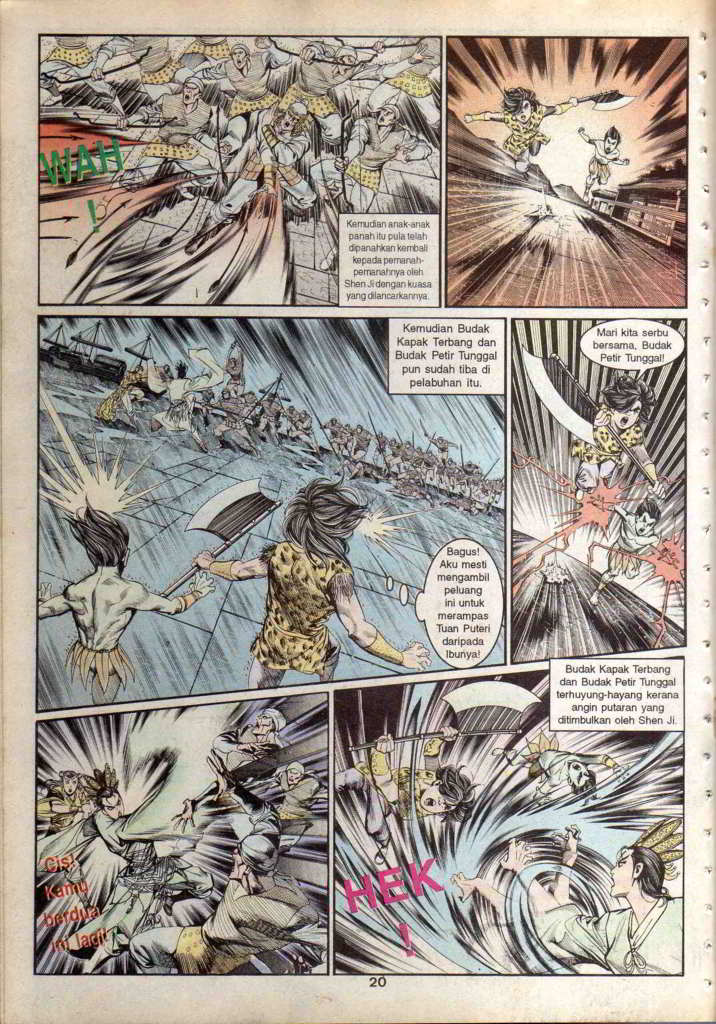 WAH
!
Kemudian anak-anak
panah itu pula telah
dipanahkan kembali
kepada pemanah-
pemanahnya oleh
Shen Ji dengan kuasa
yang dilancarkannya.
Kemudian Budak
Kapak Terbang dan
Budak Petir Tunggal
pun sudah tiba di
pelabuhan itu.
Bagus!
Aku mesti
mengambil
peluang
ini untuk
merampas
Tuan Puteri
daripada
Ibunya!
Mari kita serbu
bersama, Budak
Petir Tunggal!
Cis!
Kamu
berdua
ini lagi!
Budak Kapak Terbang
dan Budak Petir Tunggal
terhuyung-hayang kerana
angin putaran yang
ditimbulkan oleh Shen Ji.
HEK
!
20